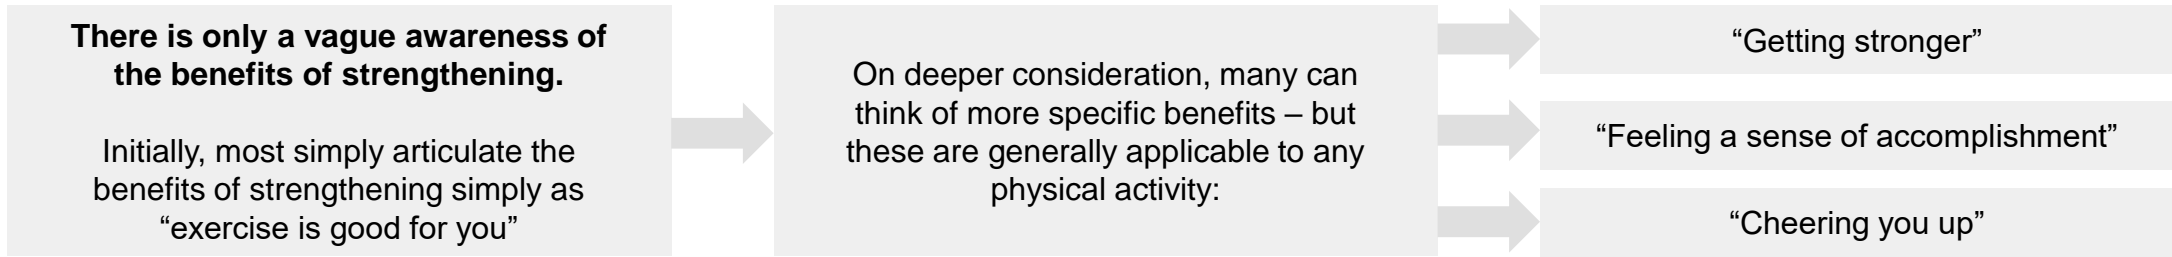 There is only a vague awareness of
the benefits of strengthening.
Initially, most simply articulate the
benefits of strengthening simply as
“exercise is good for you”
On deeper consideration, many can
think of more specific benefits – but
these are generally applicable to any
physical activity:
“Getting stronger”
“Feeling a sense of accomplishment”
“Cheering you up”